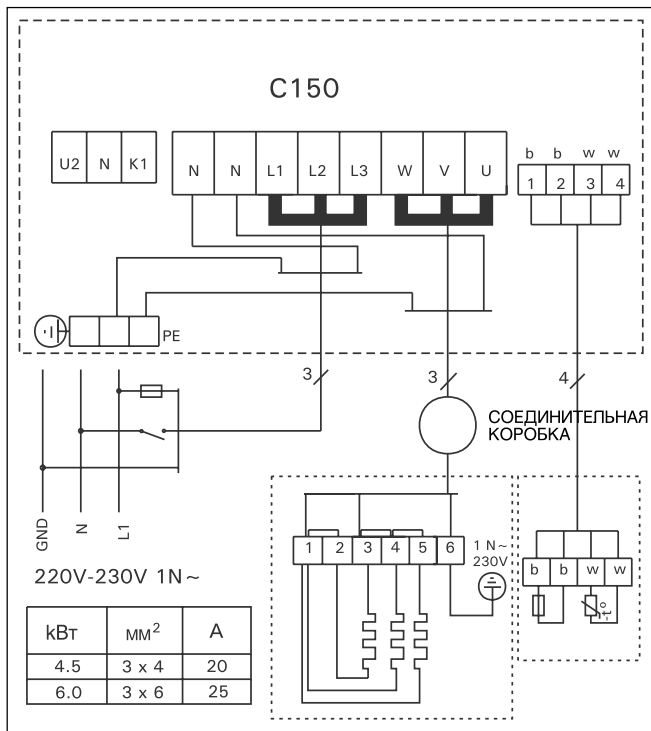 C150
U2 N K1
N N L1 L2 L3 W V U
b b w w
1 2 3 4
PE
3
3
4
СОЕДИНИТЕЛЬНАЯ
КОРОБКА
GND N L1
220V-230V 1N~
1 2 3 4 5 6
1 N~
230V
b b w w
-t°
кВт мм² A
4.5 3 x 4 20
6.0 3 x 6 25